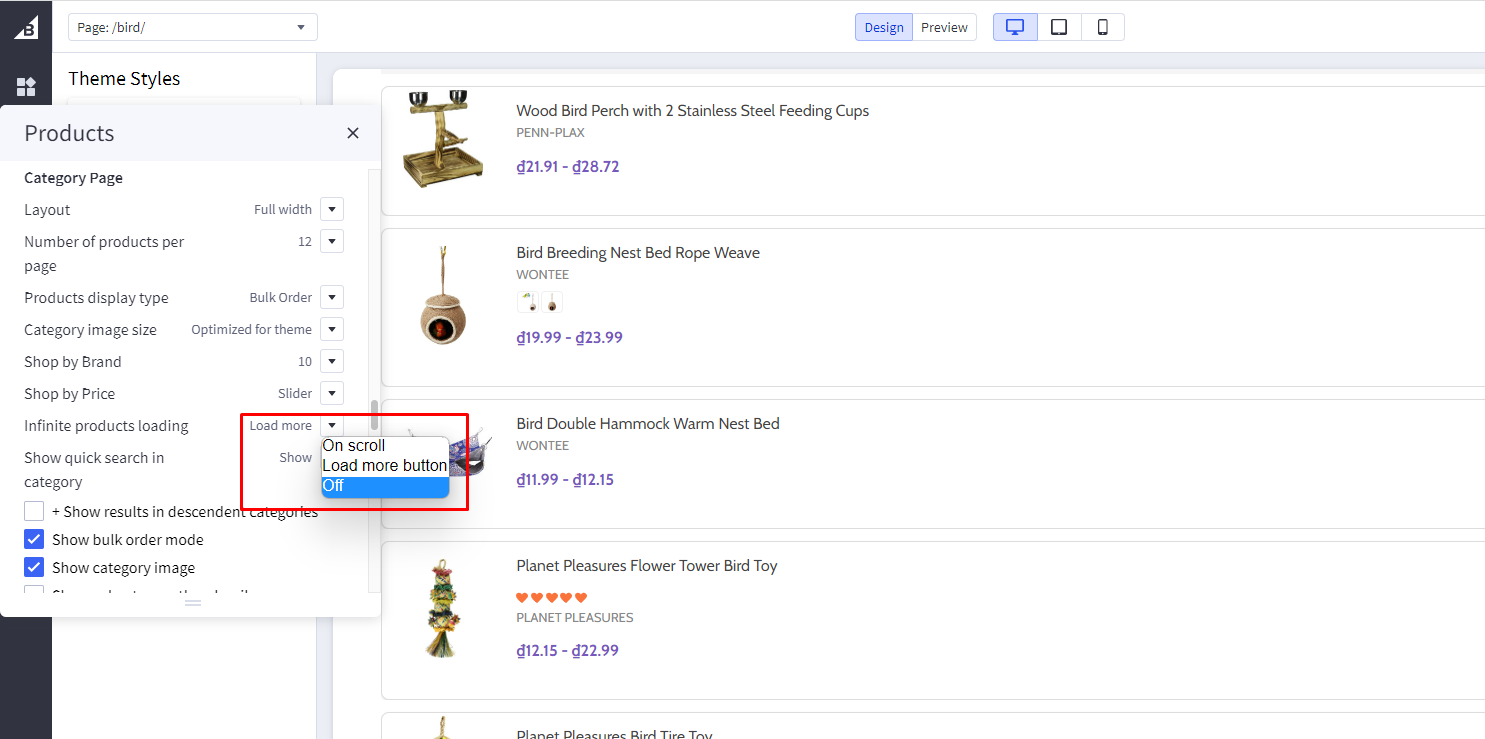 Page: /bird/
Design
Preview
Theme Styles
Products
Category Page
Layout
Full width
Number of products per
page
12
Products display type
Bulk Order
Category image size
Optimized for theme
Shop by Brand
10
Shop by Price
Slider
Infinite products loading
Load more
On scroll
Load more button
Off
Show quick search in
category
Show
+ Show results in descendent categories
Show bulk order mode
Show category image
Wood Bird Perch with 2 Stainless Steel Feeding Cups
PENN-PLAX
₫21.91 - ₫28.72
Bird Breeding Nest Bed Rope Weave
WONTEE
₫19.99 - ₫23.99
Bird Double Hammock Warm Nest Bed
WONTEE
₫11.99 - ₫12.15
Planet Pleasures Flower Tower Bird Toy
PLANET PLEASURES
₫12.15 - ₫22.99
Planet Pleasures Bird Tire Toy